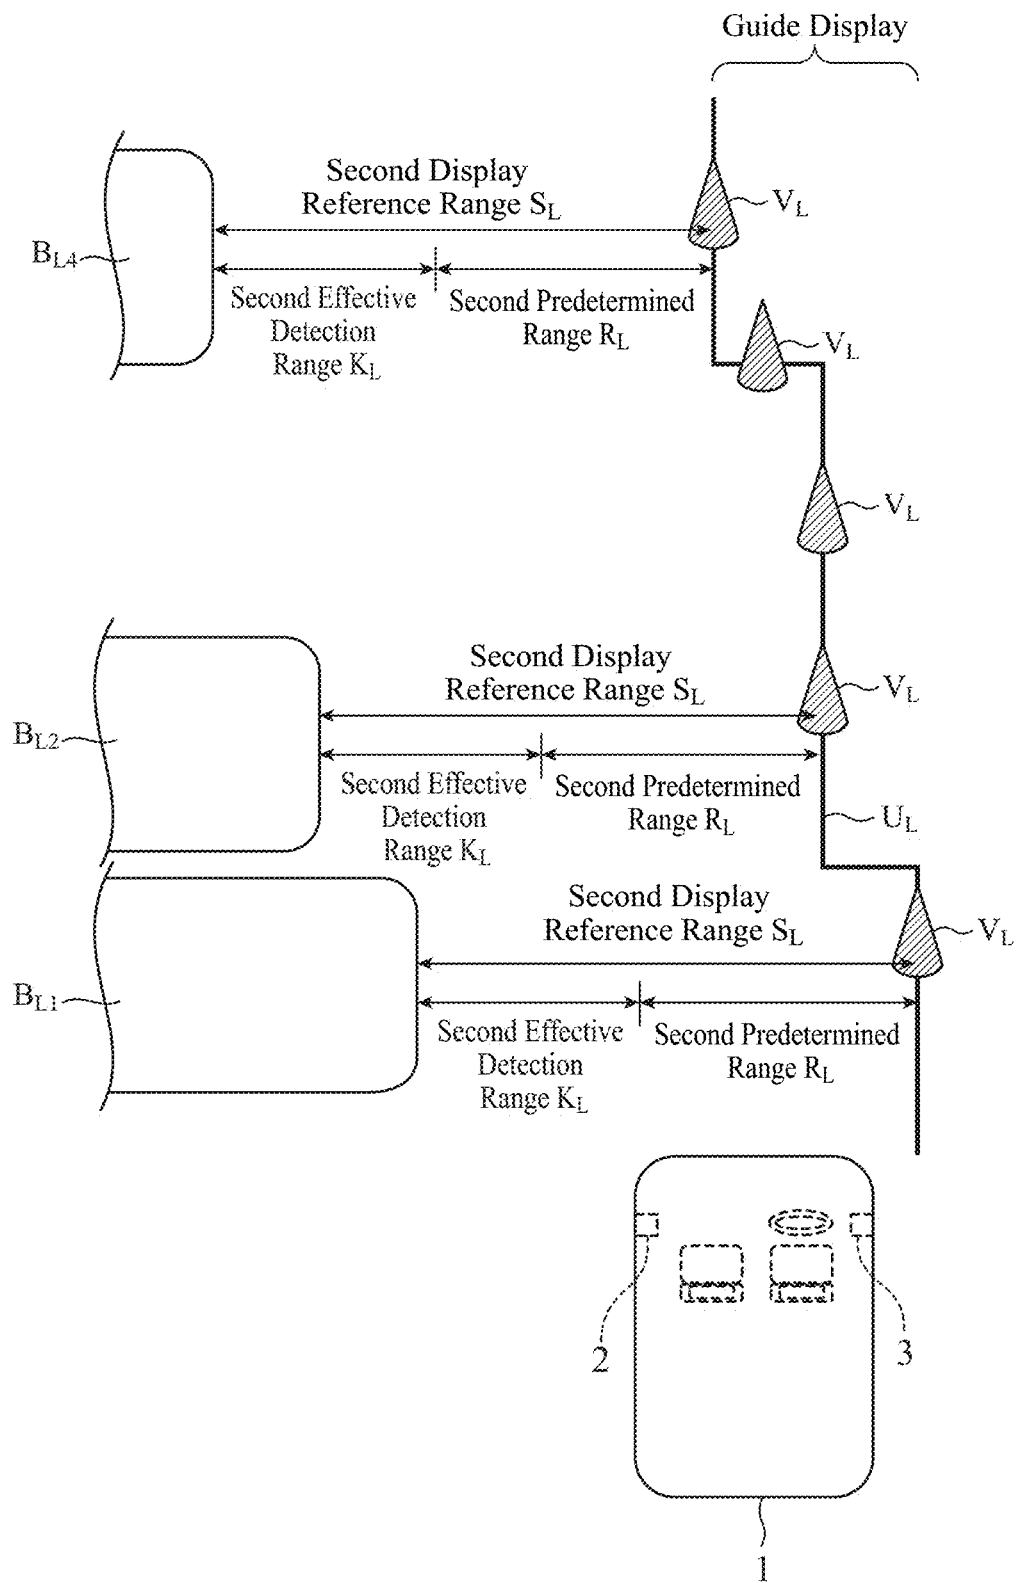 Guide Display
Second Display
Reference Range SL
VL
BL4
Second Effective
Detection
Range KL
Second Predetermined
Range RL
VL
VL
Second Display
Reference Range SL
VL
BL2
Second Effective
Detection
Range KL
Second Predetermined
Range RL
UL
Second Display
Reference Range SL
VL
BL1
Second Effective
Detection
Range KL
Second Predetermined
Range RL
2
3
1